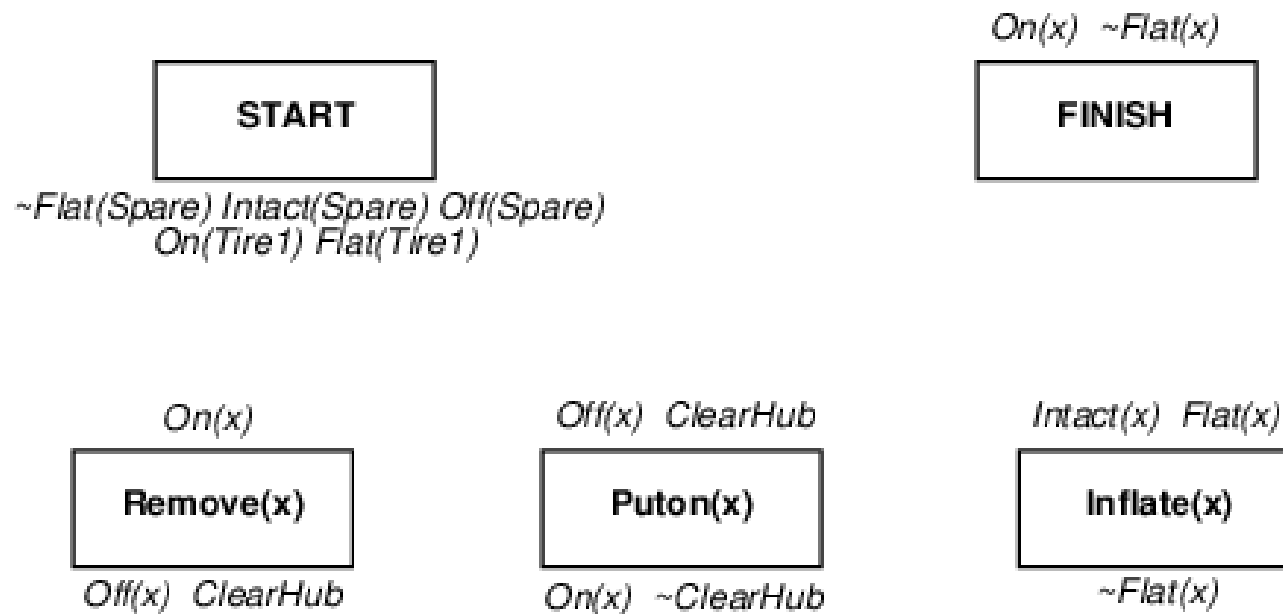 On(x) ~Flat(x)
START
FINISH
~Flat(Spare) Intact(Spare) Off(Spare)
On(Tire1) Flat(Tire1)
On(x)
Off(x) ClearHub
Intact(x) Flat(x)
Remove(x)
Puton(x)
Inflate(x)
Off(x) ClearHub
On(x) ~ClearHub
~Flat(x)